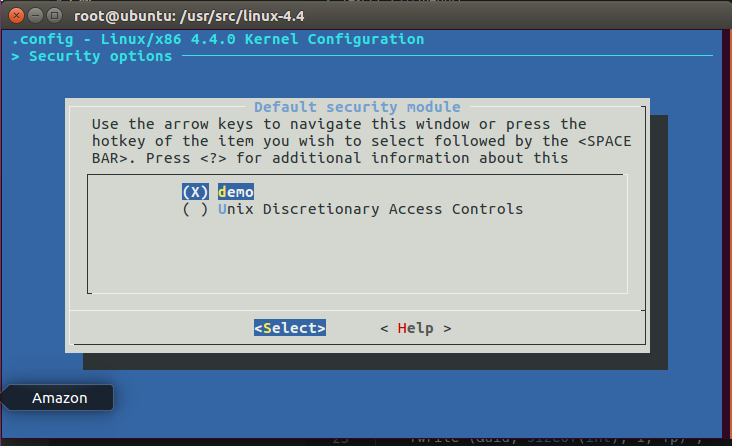 root@ubuntu: /usr/src/linux-4.4
.config - Linux/x86 4.4.0 Kernel Configuration
> Security options
Default security module
Use the arrow keys to navigate this window or press the
hotkey of the item you wish to select followed by the <SPACE
BAR>. Press <?> for additional information about this
(X) demo
( ) Unix Discretionary Access Controls
<Select> < Help >
Amazon